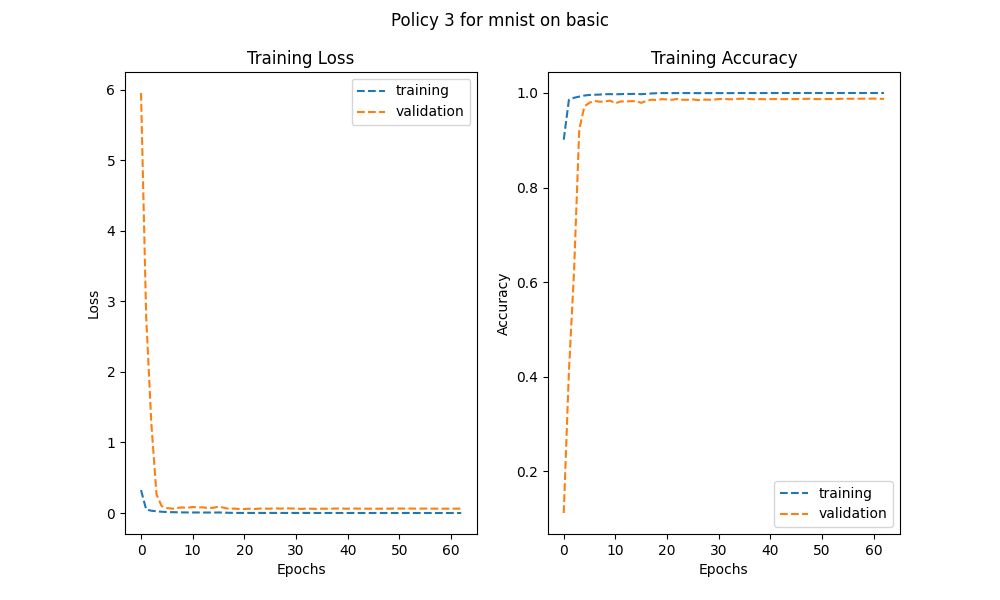 Policy 3 for mnist on basic
Training Loss
training
validation
6
5
4
3
2
1
0
Loss
0 10 20 30 40 50 60
Epochs
Training Accuracy
1.0
0.8
0.6
0.4
0.2
Accuracy
training
validation
0 10 20 30 40 50 60
Epochs